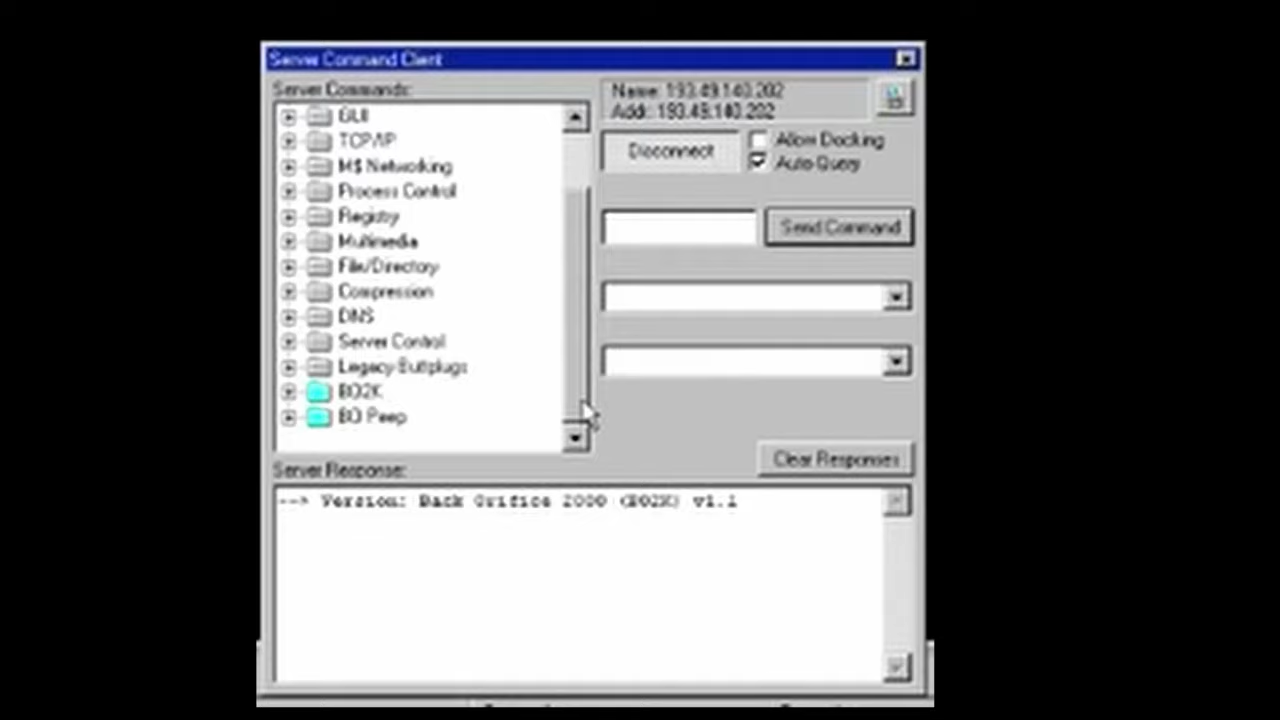 Server Command Client
Server Commands:
GUI
TCP/IP
M$ Networking
Process Control
Registry
Multimedia
File/Directory
Compression
DNS
Server Control
Legacy Buttplugs
BO2K
BO Peep
Name: 193.49.140.202
Addr: 193.49.140.202
Disconnect
Allow Docking
Auto-Query
Send Command
Clear Responses
Server Response:
--> Version: Back Orifice 2000 (BO2K) v1.1